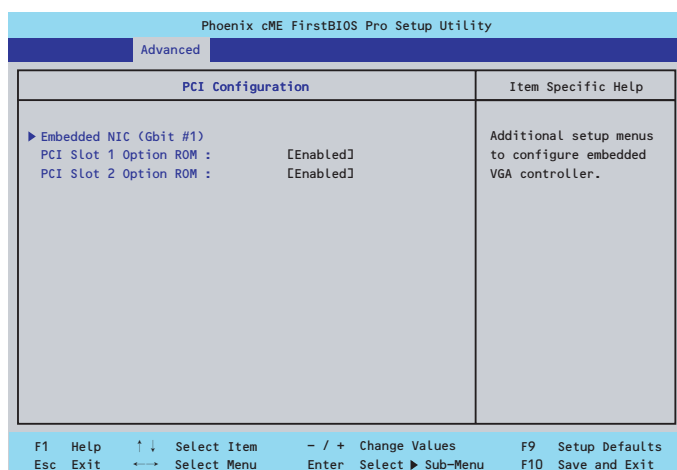 Phoenix cME FirstBIOS Pro Setup Utility
Advanced
PCI Configuration
Item Specific Help
▶ Embedded NIC (Gbit #1)
PCI Slot 1 Option ROM : [Enabled]
PCI Slot 2 Option ROM : [Enabled]
Additional setup menus
to configure embedded
VGA controller.
F1 Help ↑↓ Select Item - / + Change Values F9 Setup Defaults
Esc Exit ←→ Select Menu Enter Select ▶ Sub-Menu F10 Save and Exit